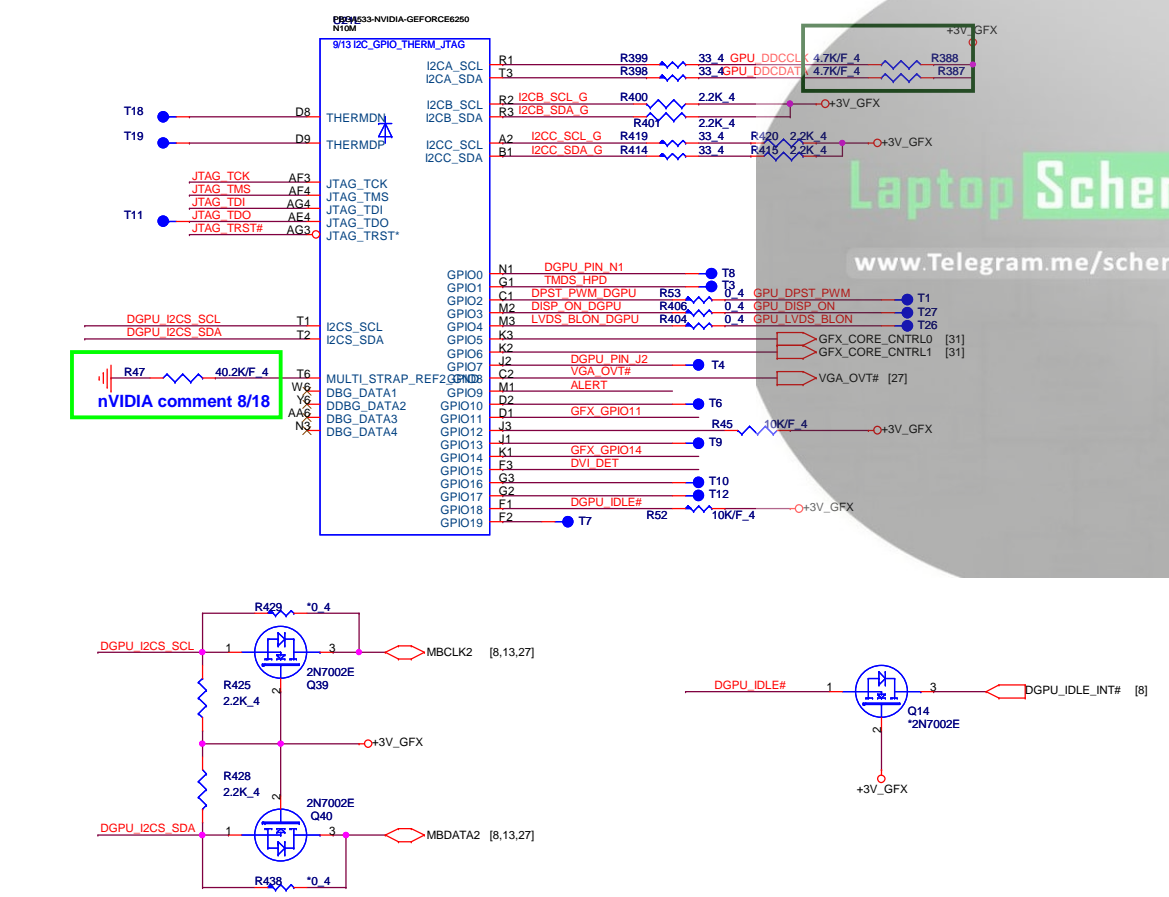 PBGA533-NVIDIA-GEFORCE6250
N10M
9/13 I2C_GPIO_THERM_JTAG
+3V_GFX
I2CA_SCL R1 R399 33_4 GPU_DDCCLK 4.7K/F_4 R388
I2CA_SDA T3 R398 33_4 GPU_DDCDATA 4.7K/F_4 R387
I2CB_SCL R2 I2CB_SCL_G R400 2.2K_4 +3V_GFX
I2CB_SDA R3 I2CB_SDA_G R401 2.2K_4
I2CC_SCL A2 I2CC_SCL_G R419 33_4 R420 2.2K_4 +3V_GFX
I2CC_SDA B1 I2CC_SDA_G R414 33_4 R415 2.2K_4
T18 D8 THERMDN
T19 D9 THERMDP
JTAG_TCK AF3 JTAG_TCK
JTAG_TMS AF4 JTAG_TMS
JTAG_TDI AG4 JTAG_TDI
T11 JTAG_TDO AE4 JTAG_TDO
JTAG_TRST# AG3 JTAG_TRST*
Laptop
www.Telegram.me/scher
GPIO0 N1 DGPU_PIN_N1 T8
GPIO1 G1 TMDS_HPD T3
GPIO2 C1 DPST_PWM_DGPU R53 0_4 GPU_DPST_PWM T1
GPIO3 M2 DISP_ON_DGPU R406 0_4 GPU_DISP_ON T27
GPIO4 M3 LVDS_BLON_DGPU R404 0_4 GPU_LVDS_BLON T26
GPIO5 K3 GFX_CORE_CNTRL0 [31]
GPIO6 K2 GFX_CORE_CNTRL1 [31]
GPIO7 J2 DGPU_PIN_J2 T4
GPIO8 C2 VGA_OVT# VGA_OVT# [27]
GPIO9 M1 ALERT
GPIO10 D2 T6
GPIO11 D1 GFX_GPIO11
GPIO12 J3 R45 10K/F_4 +3V_GFX
GPIO13 J1 T9
GPIO14 K1 GFX_GPIO14
GPIO15 F3 DVI_DET
GPIO16 G3 T10
GPIO17 G2 T12
GPIO18 F1 DGPU_IDLE# R52 10K/F_4 +3V_GFX
GPIO19 F2 T7
DGPU_I2CS_SCL T1 I2CS_SCL
DGPU_I2CS_SDA T2 I2CS_SDA
R47 40.2K/F_4 T6 MULTI_STRAP_REF2_GND
nVIDIA comment 8/18
W6 DBG_DATA1
Y6 DDBG_DATA2
AA6 DBG_DATA3
N3 DBG_DATA4
R429 *0_4
DGPU_I2CS_SCL 1 3 MBCLK2 [8,13,27]
2N7002E
Q39
2
R425
2.2K_4
+3V_GFX
R428
2.2K_4
2
2N7002E
Q40
DGPU_I2CS_SDA 1 3 MBDATA2 [8,13,27]
R438 *0_4
DGPU_IDLE# 1 3 DGPU_IDLE_INT# [8]
Q14
*2N7002E
2
+3V_GFX